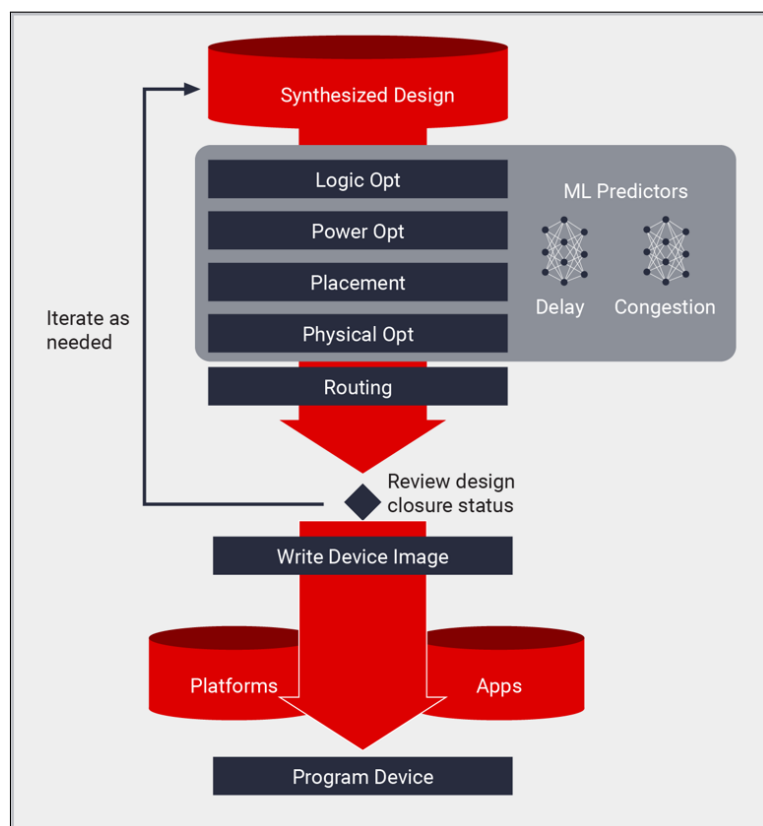 Synthesized Design
Logic Opt
ML Predictors
Power Opt
Placement
Delay
Congestion
Iterate as
needed
Physical Opt
Routing
Review design
closure status
Write Device Image
Platforms
Apps
Program Device